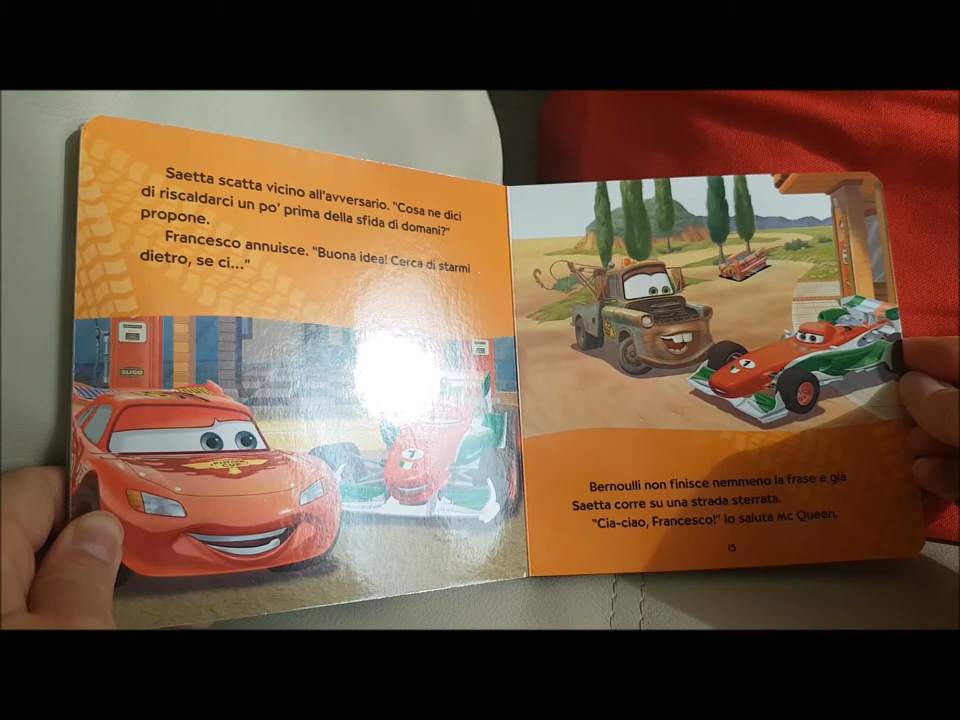 Saetta scatta vicino all'avversario. "Cosa ne dici
di riscaldarci un po' prima della sfida di domani?"
propone.
Francesco annuisce. "Buona idea! Cerca di starmi
dietro, se ci..."
Bernoulli non finisce nemmeno la frase e già
Saetta corre su una strada sterrata.
"Cia-ciao, Francesco!" lo saluta Mc Queen.
15